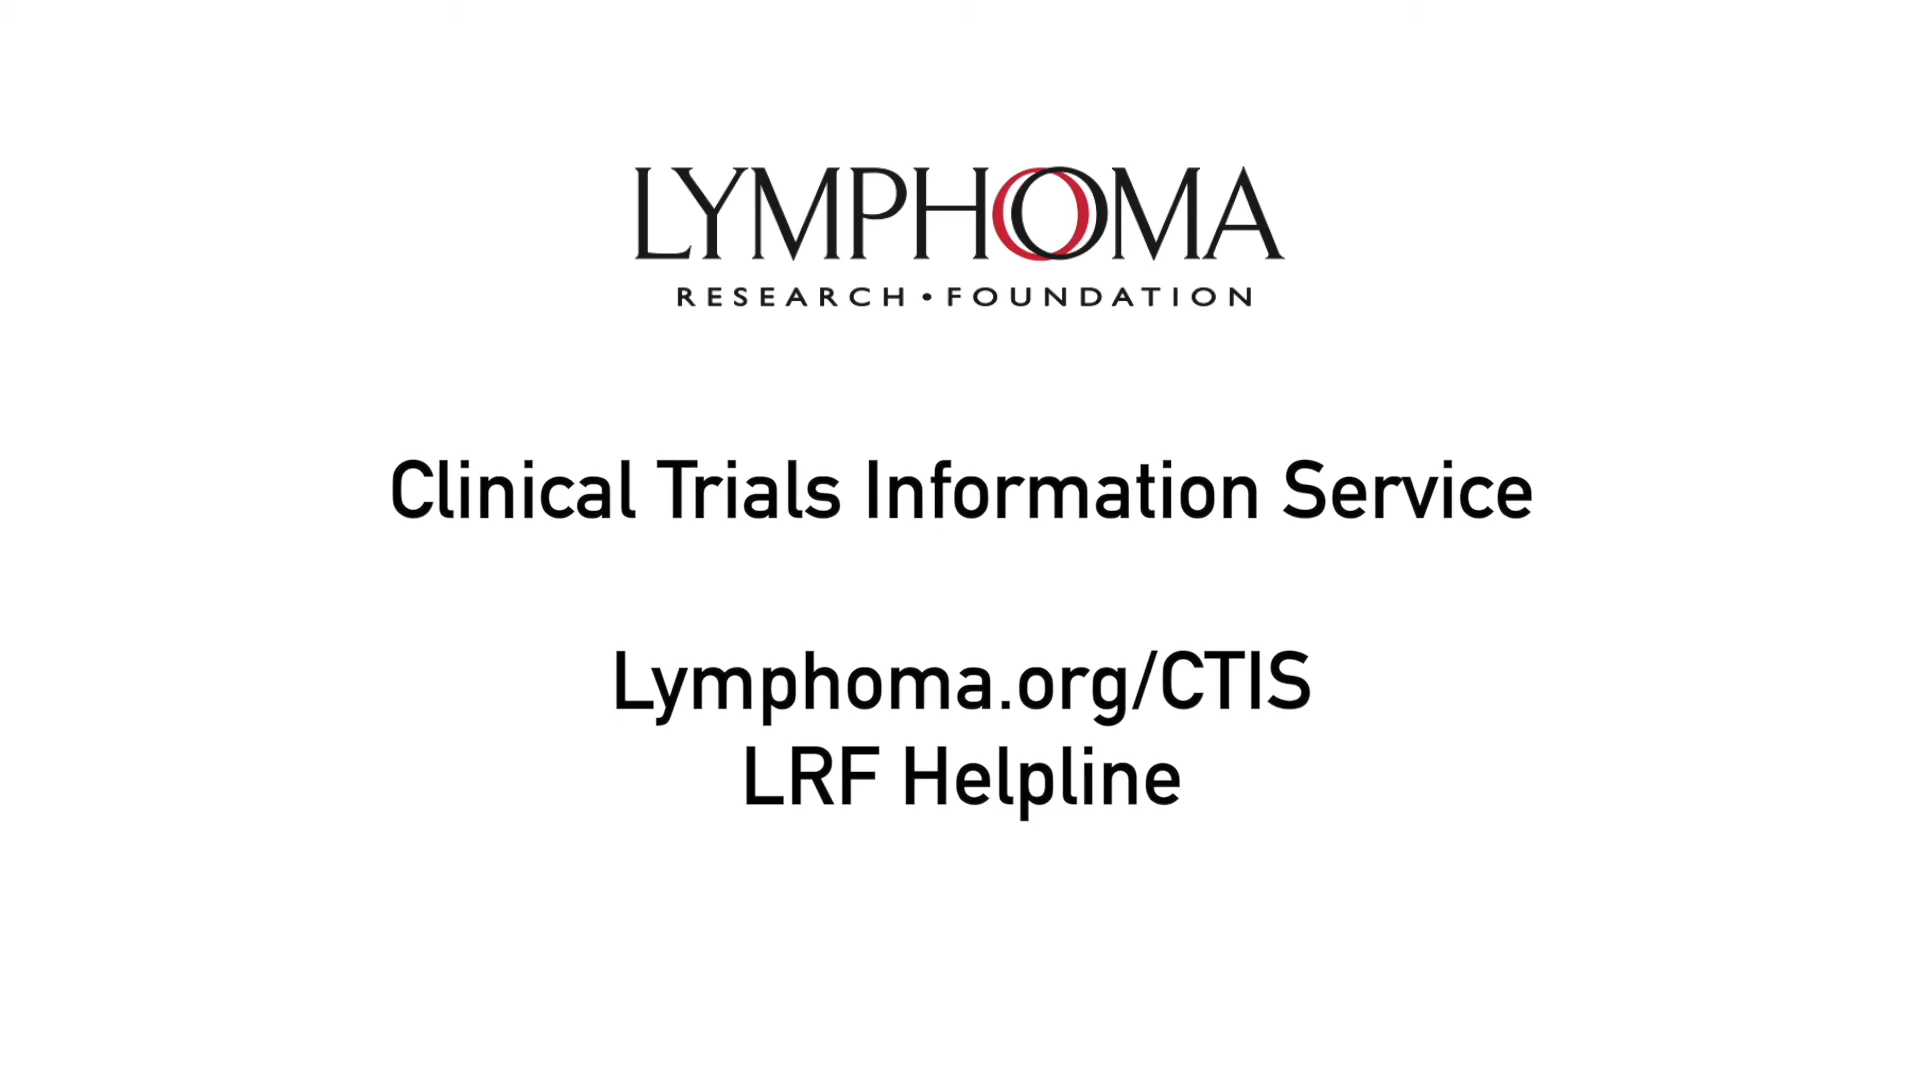 LYMPHOMA
RESEARCH • FOUNDATION
Clinical Trials Information Service
Lymphoma.org/CTIS
LRF Helpline